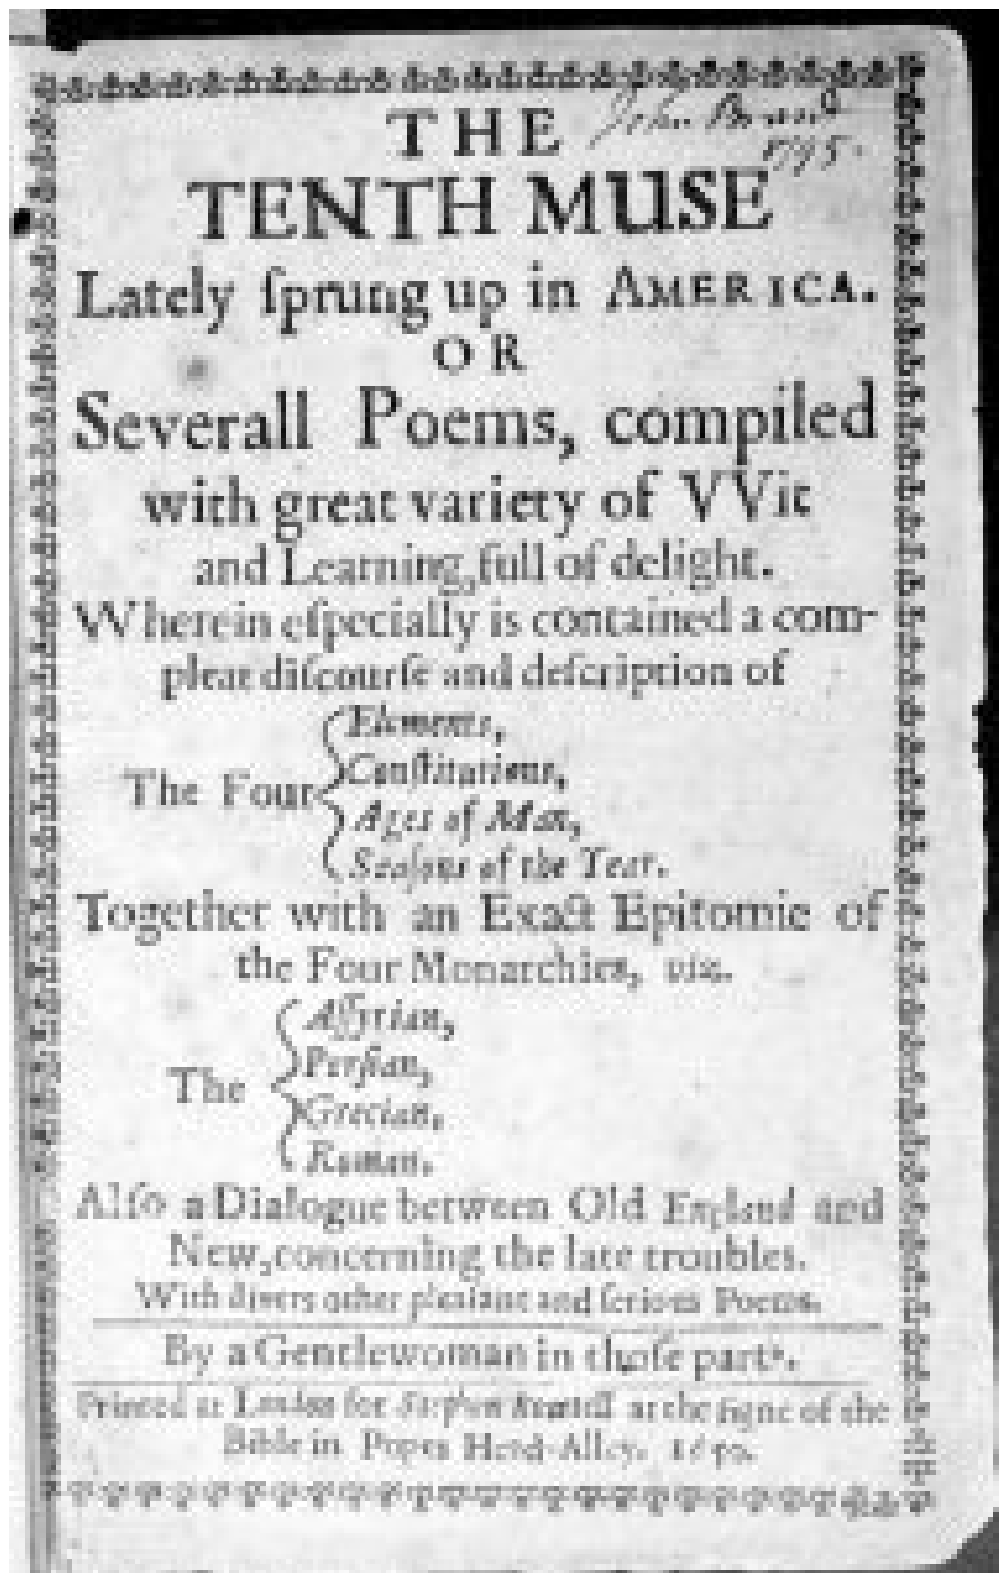 THE
John Brand
1795.
TENTH MUSE
Lately ſprung up in AMERICA.
OR
Severall Poems, compiled
with great variety of VVit
and Learning, full of delight.
Wherein eſpecially is contained a com-
pleat diſcourſe and deſcription of
The Four
Elements,
Conſtitutions,
Ages of Man,
Seaſons of the Year.
Together with an Exact Epitomie of
the Four Monarchies, viz.
The
Aſſyrian,
Perſian,
Grecian,
Roman.
Alſo a Dialogue between Old England and
New, concerning the late troubles.
With divers other pleaſant and ſerious Poems.
By a Gentlewoman in thoſe parts.
Printed at London for Stephen Bowtell at the ſigne of the
Bible in Popes Head-Alley. 1650.